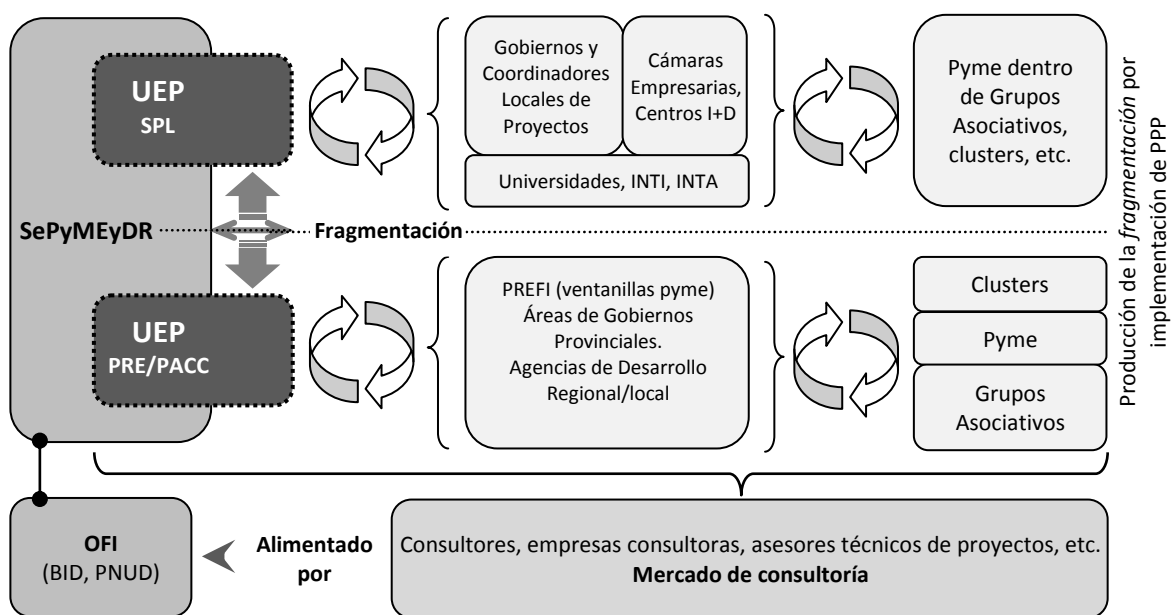 UEP
SPL
Gobiernos y
Coordinadores
Locales de
Proyectos
Cámaras
Empresarias,
Centros I+D
Universidades, INTI, INTA
Pyme dentro
de Grupos
Asociativos,
clusters, etc.
SePyMEyDR
Fragmentación
UEP
PRE/PACC
PREFI (ventanillas pyme)
Áreas de Gobiernos
Provinciales.
Agencias de Desarrollo
Regional/local
Clusters
Pyme
Grupos
Asociativos
Producción de la fragmentación por
implementación de PPP
OFI
(BID, PNUD)
Alimentado
por
Consultores, empresas consultoras, asesores técnicos de proyectos, etc.
Mercado de consultoría